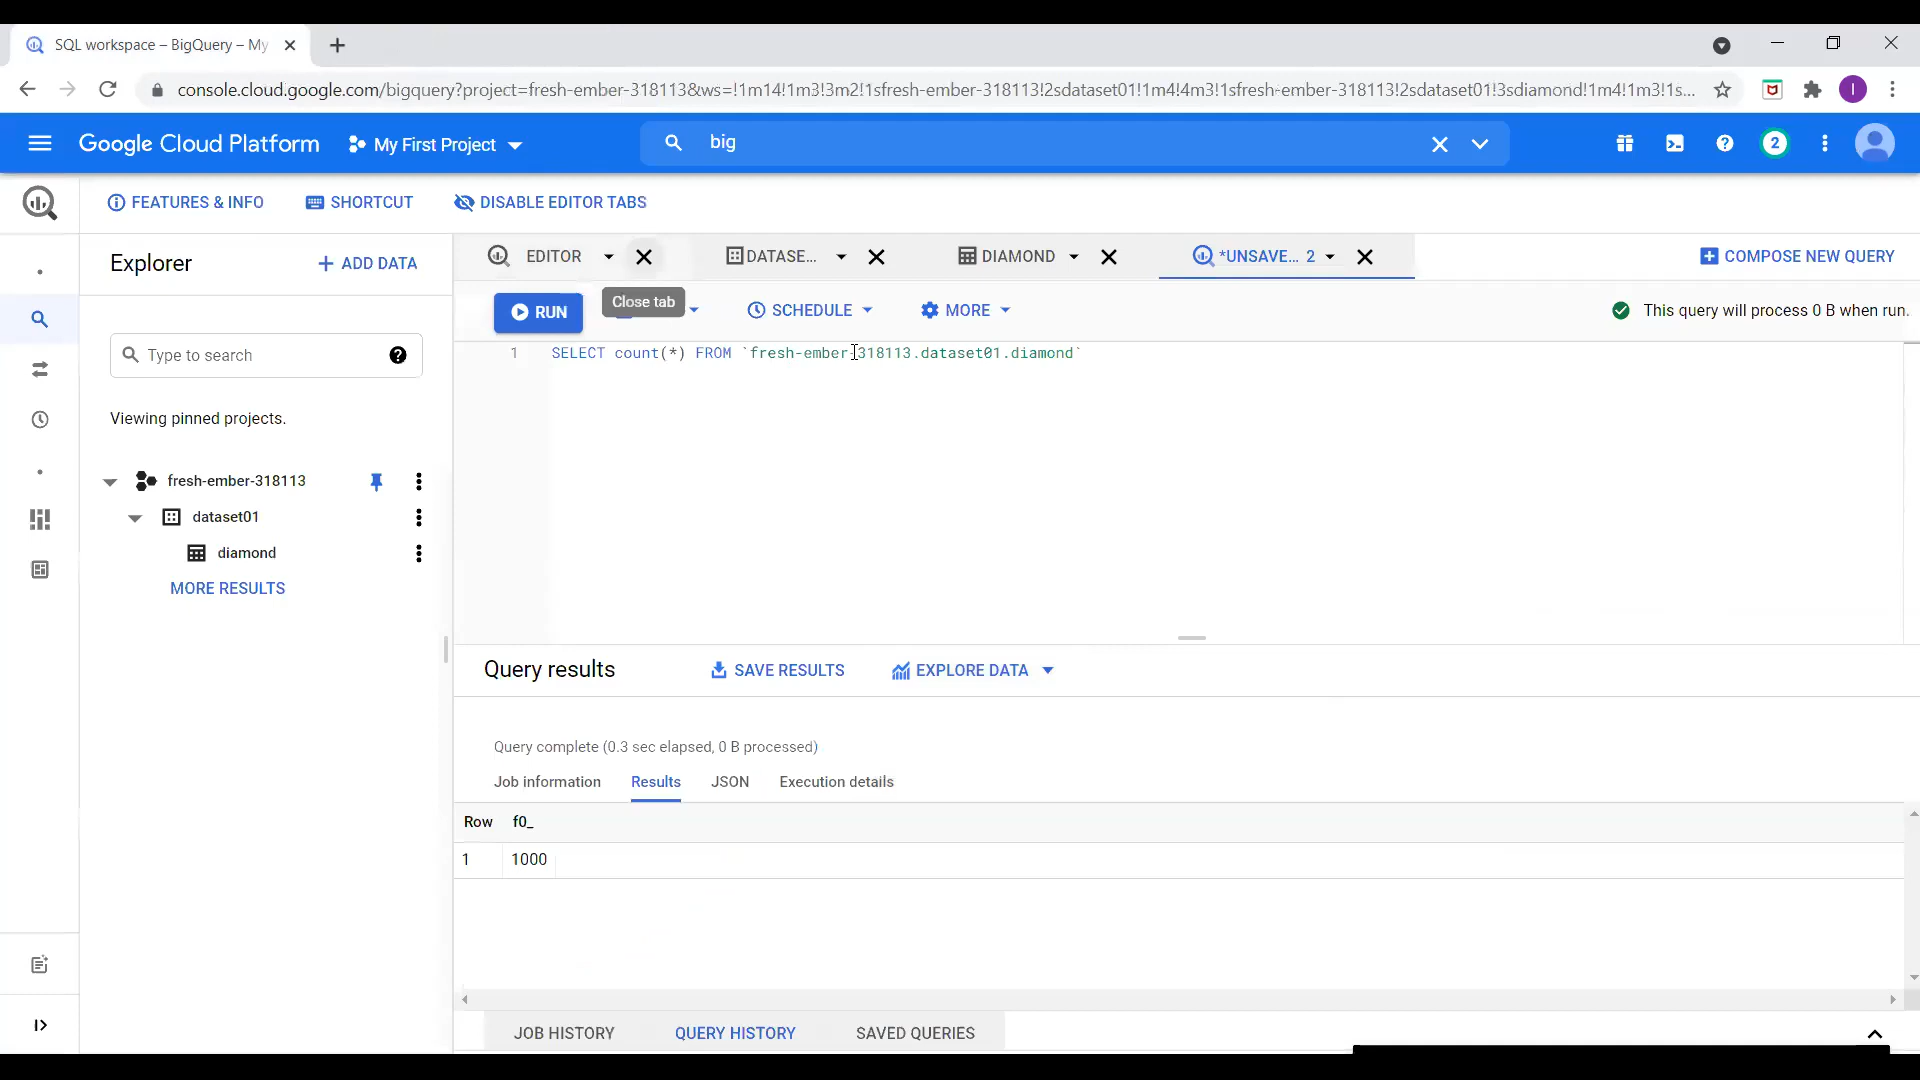 SQL workspace – BigQuery – My
console.cloud.google.com/bigquery?project=fresh-ember-318113&ws=!1m14!1m3!3m2!1sfresh-ember-318113!2sdataset01!1m4!4m3!1sfresh-ember-318113!2sdataset01!3sdiamond!1m4!1m3!1s...
I
Google Cloud Platform
My First Project
big
2
FEATURES & INFO
SHORTCUT
DISABLE EDITOR TABS
Explorer
+ ADD DATA
EDITOR
DATASE...
DIAMOND
*UNSAVE... 2
COMPOSE NEW QUERY
RUN
Close tab
SCHEDULE
MORE
This query will process 0 B when run.
Type to search
1
SELECT count(*) FROM `fresh-ember-318113.dataset01.diamond`
Viewing pinned projects.
fresh-ember-318113
dataset01
diamond
MORE RESULTS
Query results
SAVE RESULTS
EXPLORE DATA
Query complete (0.3 sec elapsed, 0 B processed)
Job information
Results
JSON
Execution details
Row f0_
1 1000
JOB HISTORY
QUERY HISTORY
SAVED QUERIES